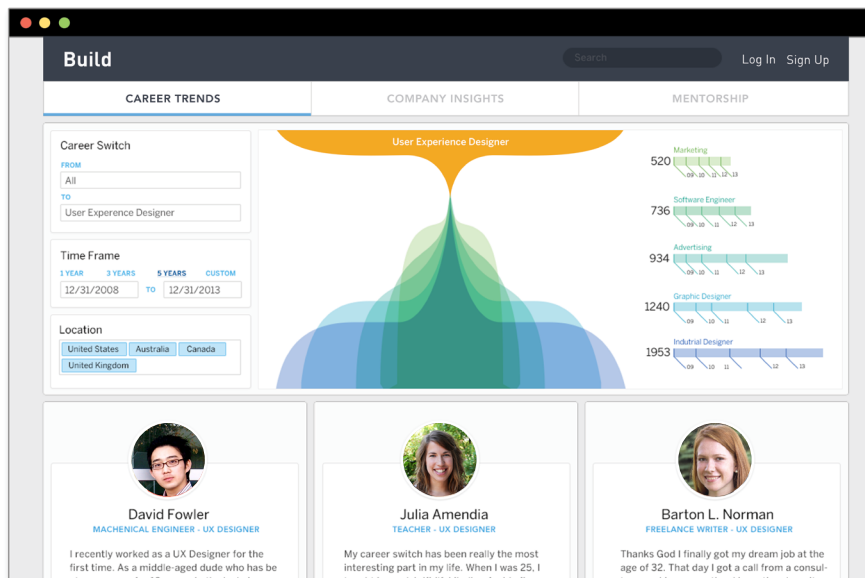 Build
Search
Log In Sign Up
CAREER TRENDS
COMPANY INSIGHTS
MENTORSHIP
Career Switch
FROM
All
TO
User Experence Designer
Time Frame
1 YEAR 3 YEARS 5 YEARS CUSTOM
12/31/2008 TO 12/31/2013
Location
United States Australia Canada
United Kingdom
User Experience Designer
Marketing
520
09 10 11 12 13
Software Engineer
736
09 10 11 12 13
Advertising
934
09 10 11 12 13
Graphic Designer
1240
09 10 11 12 13
Indutrial Designer
1953
09 10 11 12 13
David Fowler
MACHENICAL ENGINEER - UX DESIGNER
I recently worked as a UX Designer for the
first time. As a middle-aged dude who has be
Julia Amendia
TEACHER - UX DESIGNER
My career switch has been really the most
interesting part in my life. When I was 25, I
Barton L. Norman
FREELANCE WRITER - UX DESIGNER
Thanks God I finally got my dream job at the
age of 32. That day I got a call from a consul-